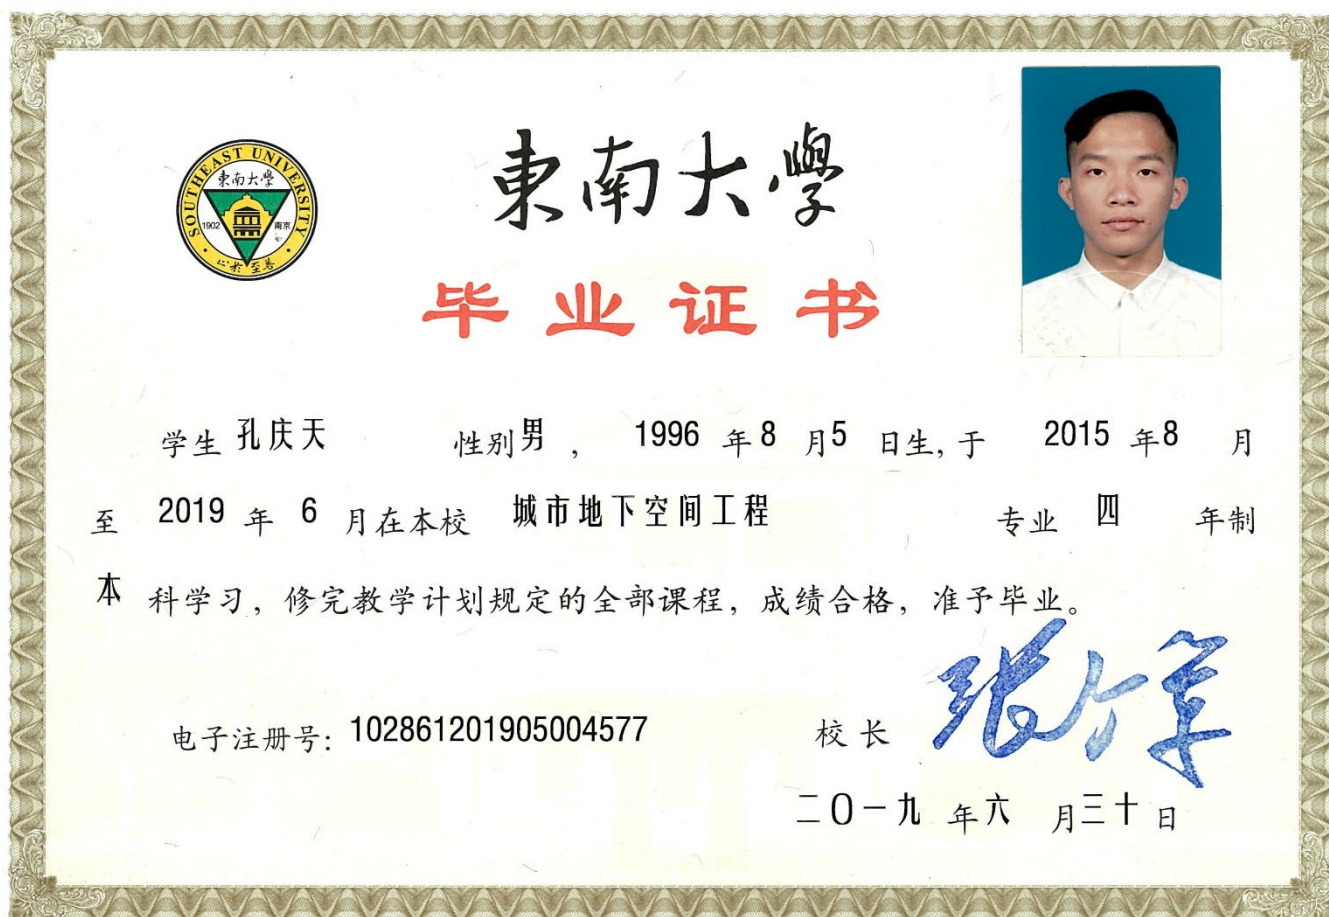 SOUTHEAST UNIVERSITY
東南大學
1902 南京
止於至善
東南大學
毕业证书
学生 孔庆天 性别 男 , 1996 年 8 月 5 日生, 于 2015 年 8 月
至 2019 年 6 月在本校 城市地下空间工程 专业 四 年制
本 科学习, 修完教学计划规定的全部课程, 成绩合格, 准予毕业。
电子注册号: 102861201905004577
校长
二〇一九 年 六 月 三十 日